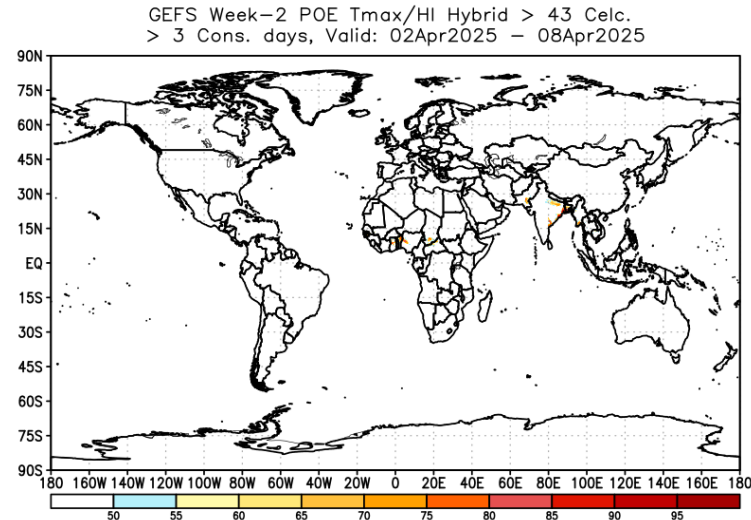 GEFS Week-2 POE Tmax/HI Hybrid > 43 Celc.
> 3 Cons. days, Valid: 02Apr2025 - 08Apr2025
90N
75N
60N
45N
30N
15N
EQ
15S
30S
45S
60S
75S
90S
180 160W 140W 120W 100W 80W 60W 40W 20W 0 20E 40E 60E 80E 100E 120E 140E 160E 180
50 55 60 65 70 75 80 85 90 95